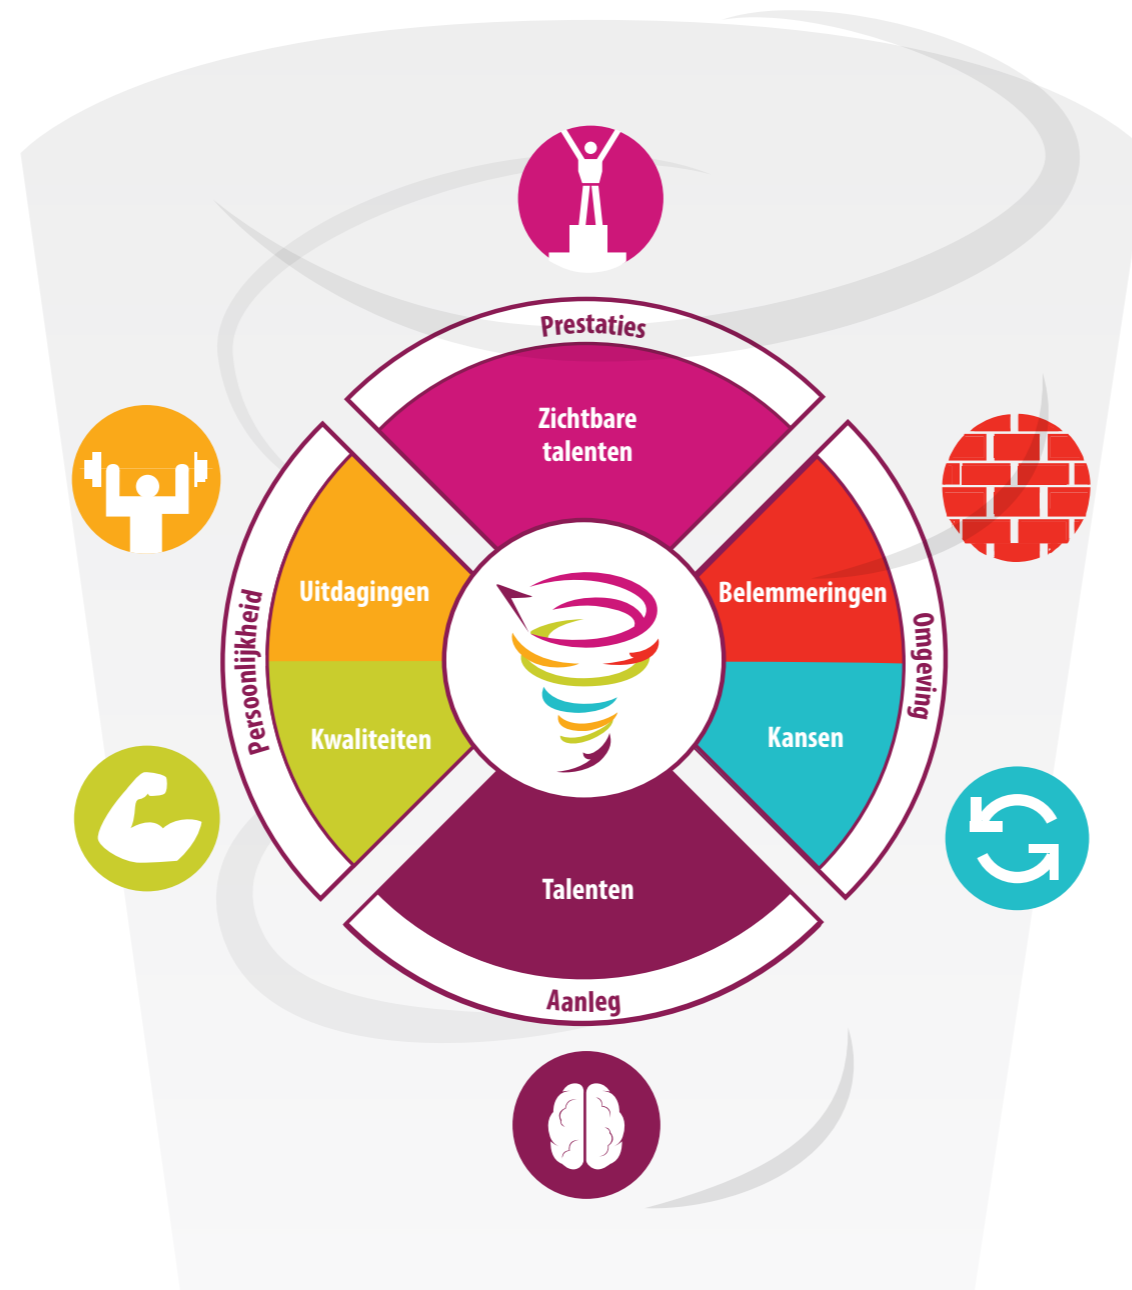 Prestaties
Zichtbare
talenten
Uitdagingen
Belemmeringen
Persoonlijkheid
Omgeving
Kwaliteiten
Kansen
Talenten
Aanleg